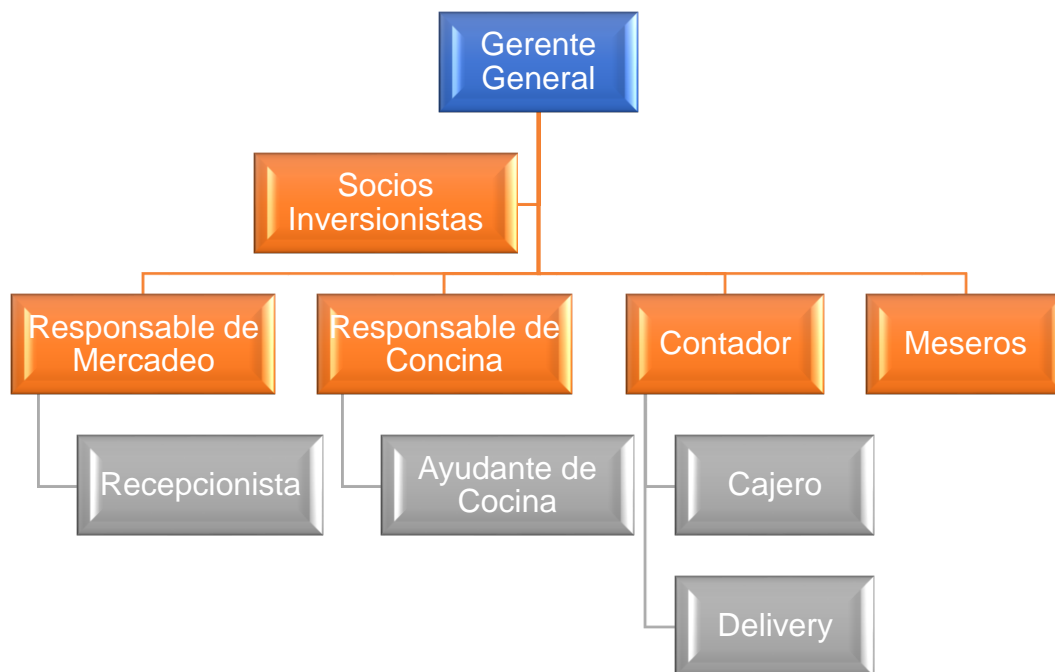 Gerente
General
Socios
Inversionistas
Responsable de
Mercadeo
Responsable de
Concina
Contador
Meseros
Recepcionista
Ayudante de
Cocina
Cajero
Delivery